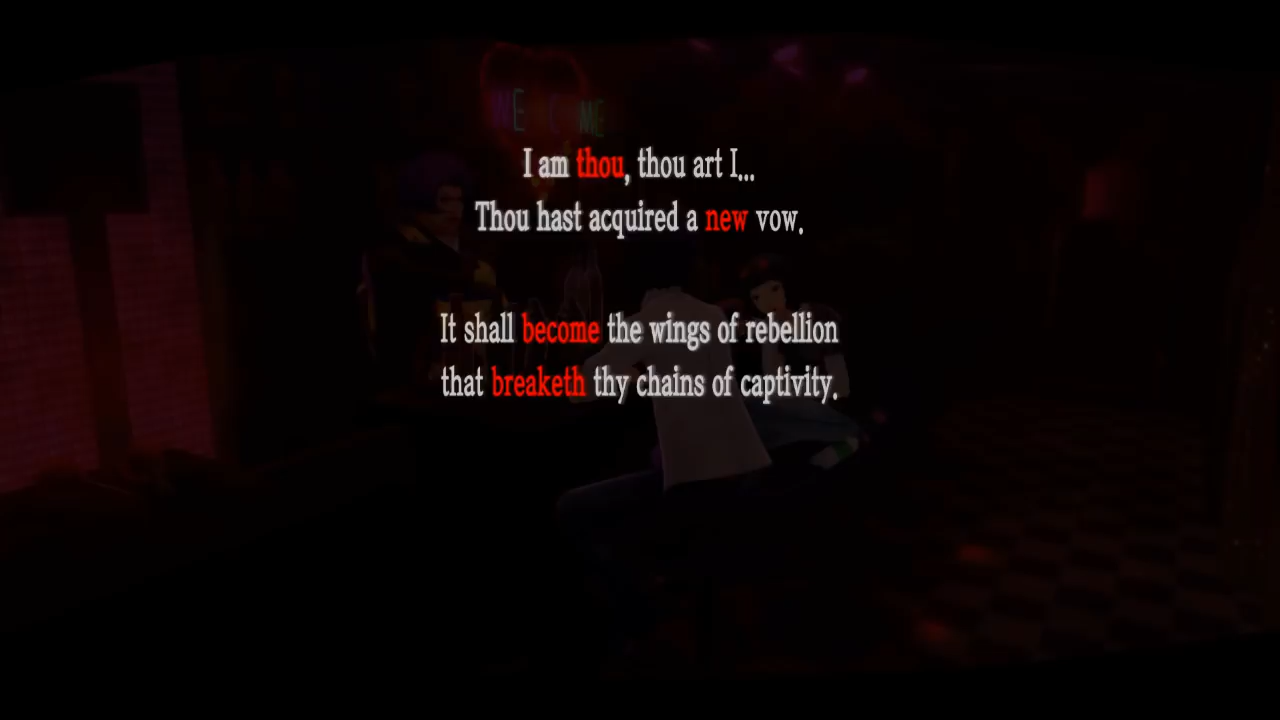 I am thou, thou art I...
Thou hast acquired a new vow.
It shall become the wings of rebellion
that breaketh thy chains of captivity.